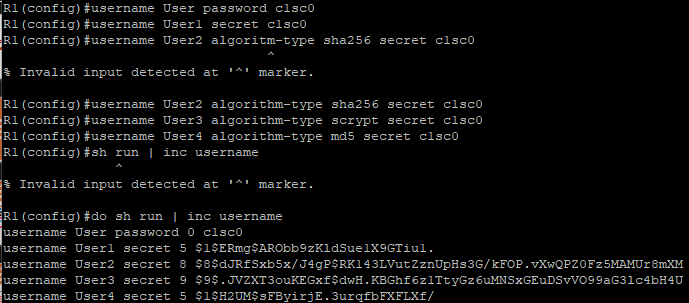 R1(config)#username User password c1sc0
R1(config)#username User1 secret c1sc0
R1(config)#username User2 algoritm-type sha256 secret c1sc0
^
% Invalid input detected at '^' marker.
R1(config)#username User2 algorithm-type sha256 secret c1sc0
R1(config)#username User3 algorithm-type scrypt secret c1sc0
R1(config)#username User4 algorithm-type md5 secret c1sc0
R1(config)#sh run | inc username
^
% Invalid input detected at '^' marker.
R1(config)#do sh run | inc username
username User password 0 c1sc0
username User1 secret 5 $1$ERmg$ARObb9zKldSue1X9GTiu1.
username User2 secret 8 $8$dJRfSxb5x/J4gP$RK143LVutZznUpHs3G/kFOP.vXwQPZ0Fz5MAMUr8mXM
username User3 secret 9 $9$.JVZXT3ouKEGxf$dwH.KBGhf6z1TtyGz6uMNSxGEuDSvVO99aG3lc4bH4U
username User4 secret 5 $1$H2UM$sFByirjE.3urqfbFXFLXf/